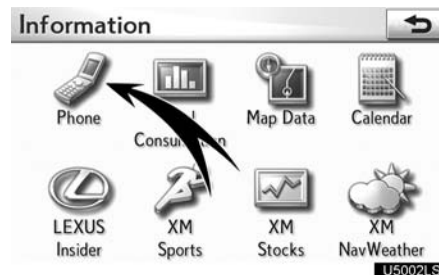 Information
Phone
Map Data
Calendar
LEXUS
Insider
XM
Sports
XM
Stocks
XM
NavWeather
U5002LS